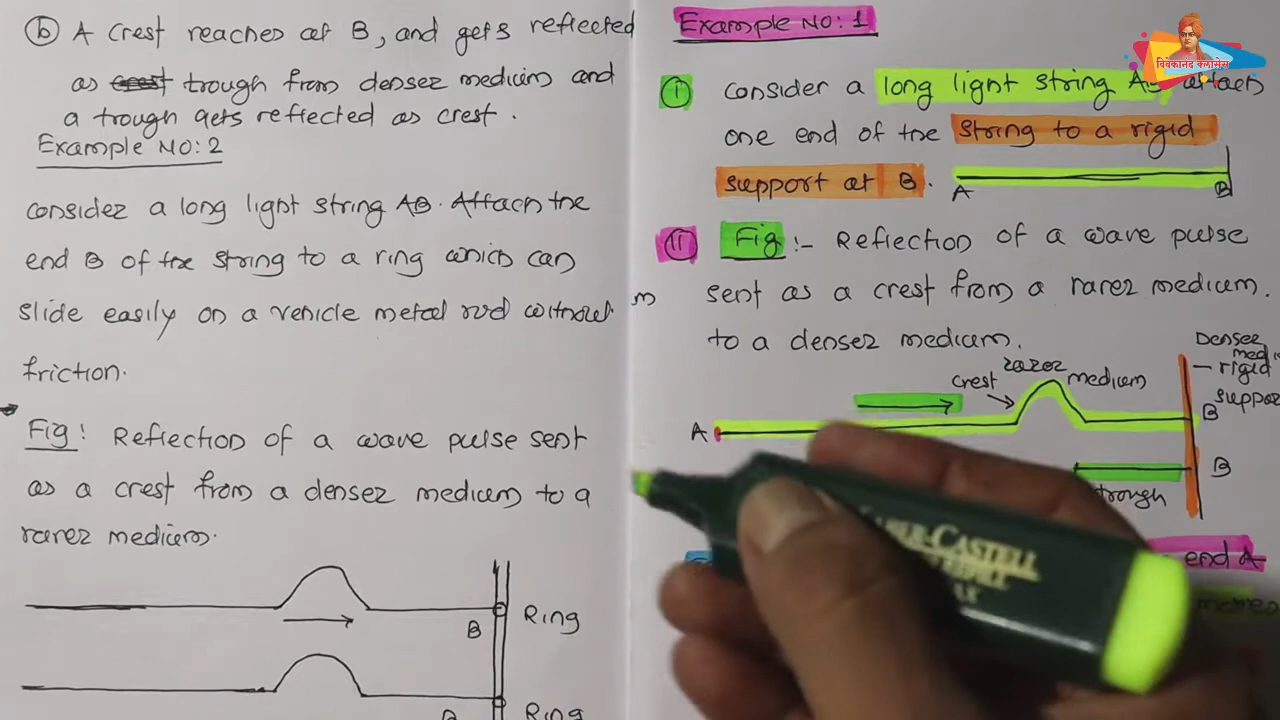 ⓑ A crest reaches at B, and gets reflected
as crest trough from denser medium and
a trough gets reflected as crest.
Example NO: 2
Consider a long light string AB. Attach the
end B of the string to a ring which can
slide easily on a vehicle metal rod without
friction.
Fig: Reflection of a wave pulse sent
as a crest from a denser medium to a
rarer medium.
B Ring
B Ring
Example NO: 1
विवेकानंद क्लासेस
I Consider a long light string AB attach
one end of the string to a rigid
support at B.
A B
II Fig :- Reflection of a wave pulse
m sent as a crest from a rarer medium.
to a denser medium.
Denser
medi
rigid
suppor
crest rarer medium
A B
B
trough
end A